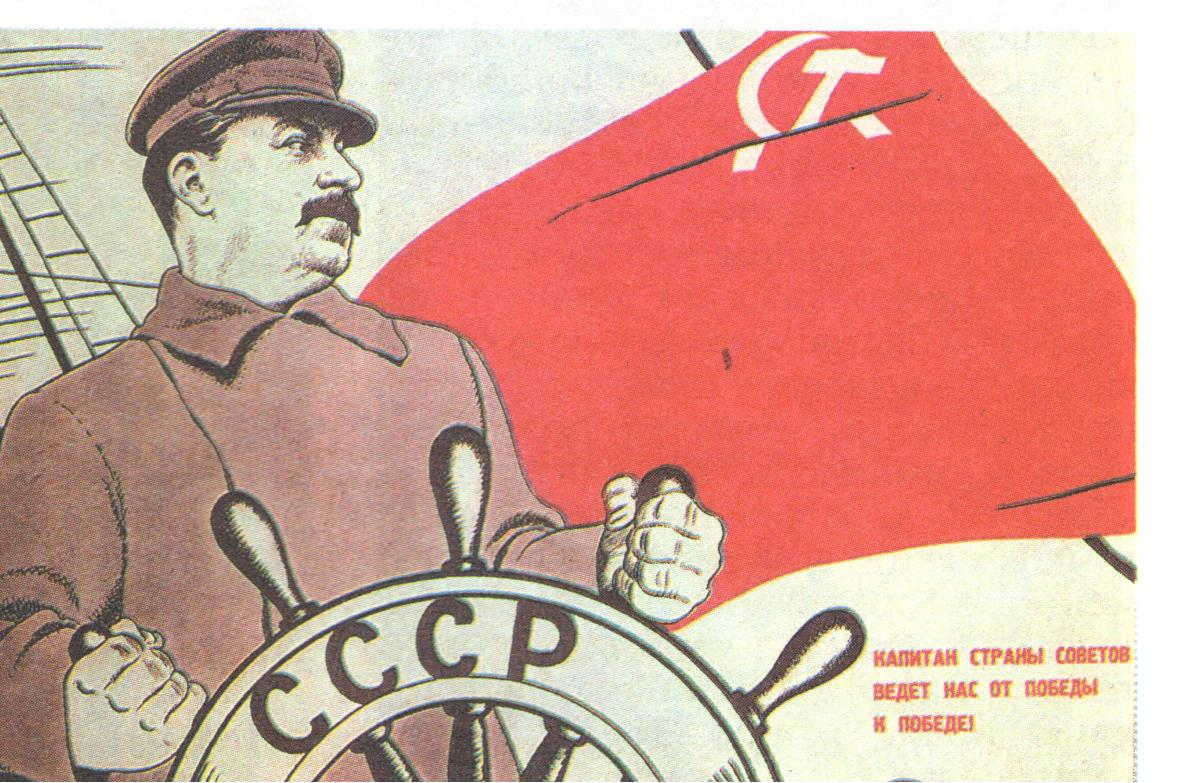 СССР
КАПИТАН СТРАНЫ СОВЕТОВ
ВЕДЕТ НАС ОТ ПОБЕДЫ
К ПОБЕДЕ!